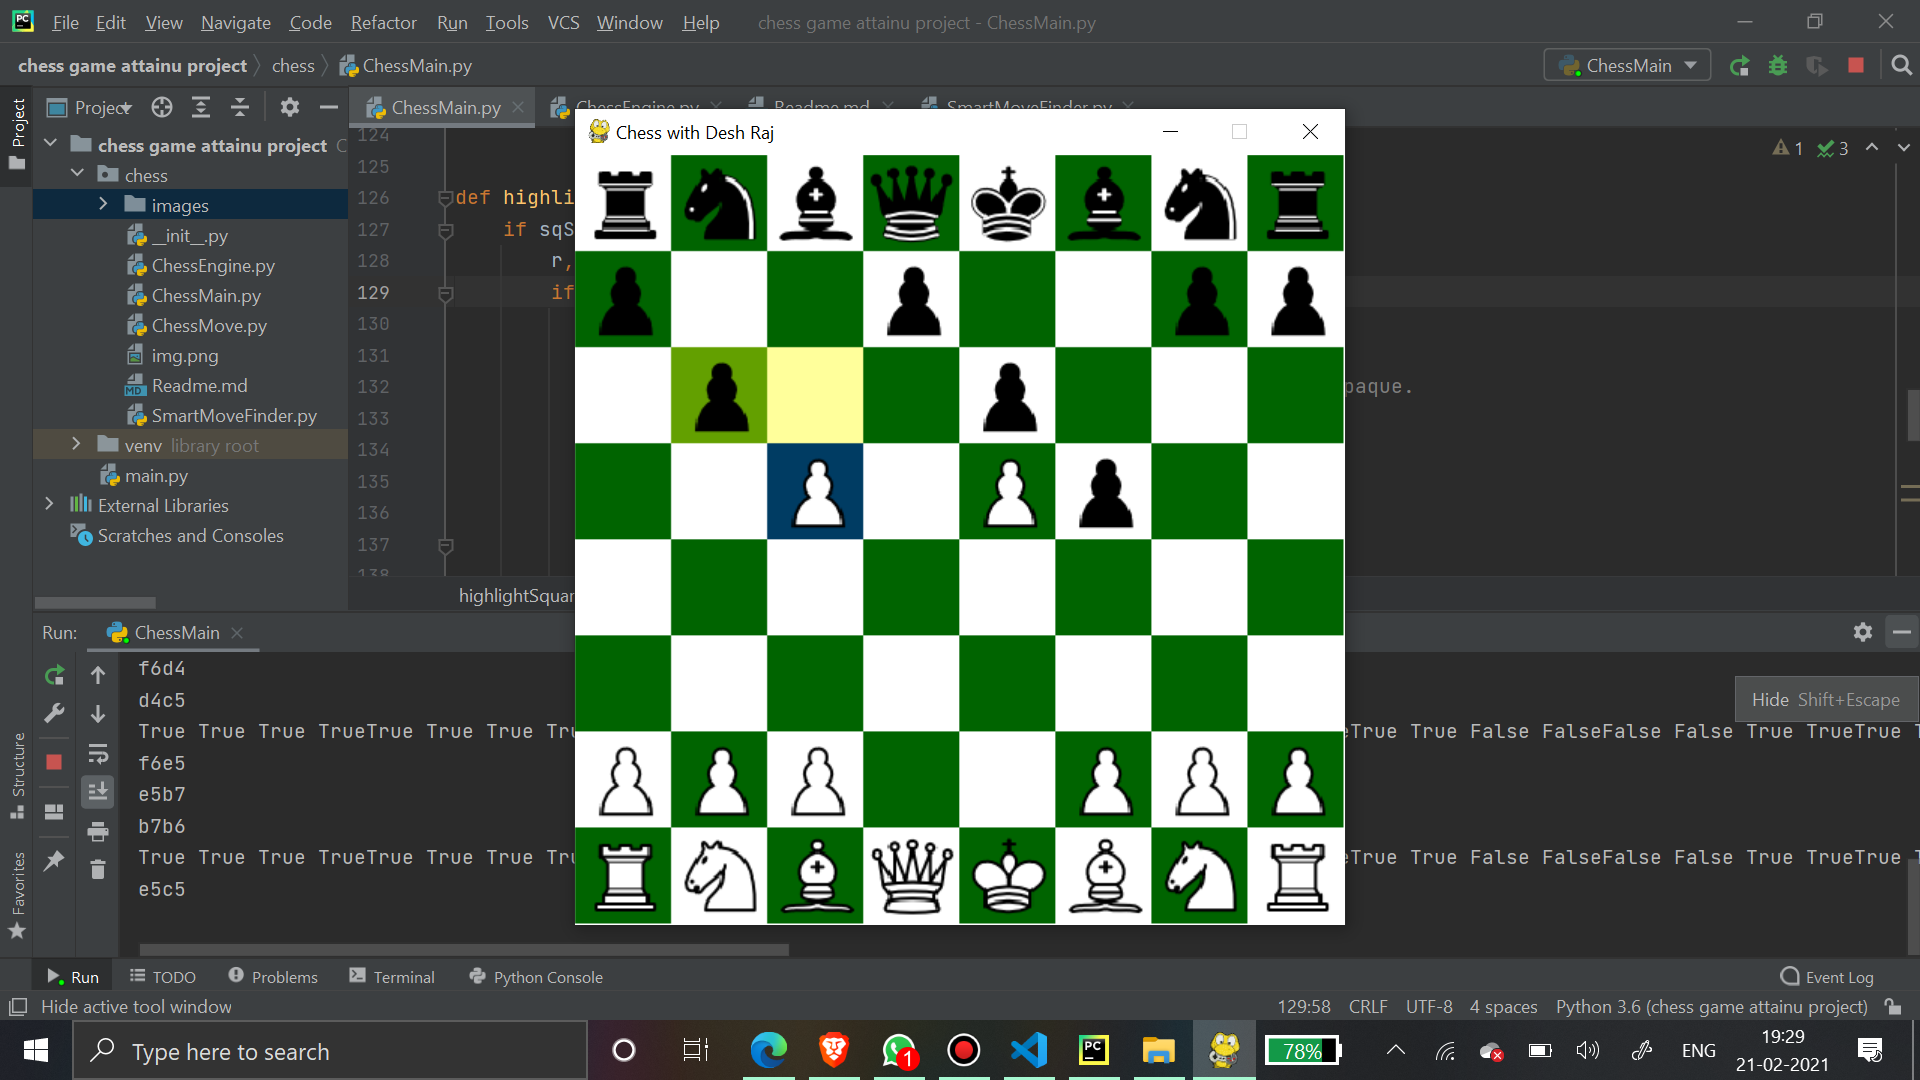 File Edit View Navigate Code Refactor Run Tools VCS Window Help chess game attainu project - ChessMain.py
chess game attainu project chess ChessMain.py ChessMain
Project ChessMain.py ChessEngine.py Readme.md SmartMoveFinder.py
Project
Chess with Desh Raj
124
chess game attainu project
125
1 3
chess
126 def highli
images
127 if sqS
__init__.py
128 r,
ChessEngine.py
129 if
ChessMain.py
130
ChessMove.py
131
img.png
132 paque.
Readme.md
133
SmartMoveFinder.py
134
venv library root
135
main.py
136
External Libraries
137
Scratches and Consoles
138
highlightSquar
Run: ChessMain
f6d4
d4c5
Hide Shift+Escape
True True True TrueTrue True True True True False FalseFalse False True TrueTrue
f6e5
e5b7
b7b6
True True True TrueTrue True True True True False FalseFalse False True TrueTrue
e5c5
Structure
Favorites
Run TODO Problems Terminal Python Console Event Log
Hide active tool window 129:58 CRLF UTF-8 4 spaces Python 3.6 (chess game attainu project)
Type here to search 1 PC 78% ENG 19:29
21-02-2021